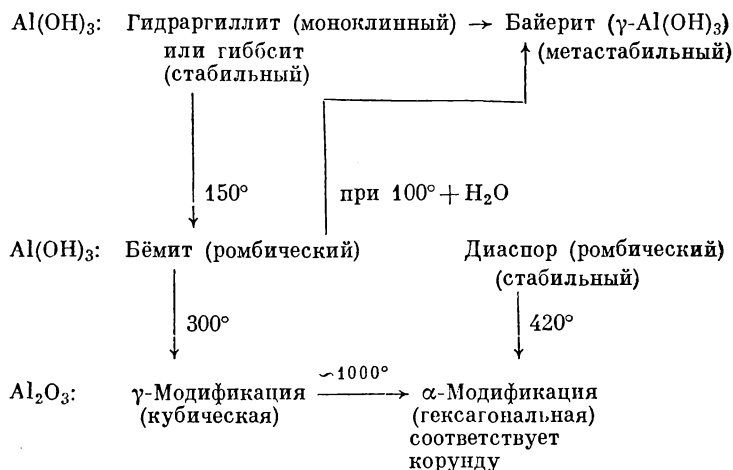 Al(OH)₃: Гидраргиллит (моноклинный) → Байерит (γ-Al(OH)₃)
или гиббсит (метастабильный)
(стабильный)
150° при 100° + H₂O
Al(OH)₃: Бёмит (ромбический) Диаспор (ромбический)
(стабильный)
300° 420°
∽1000°
Al₂O₃: γ-Модификация → α-Модификация
(кубическая) (гексагональная)
соответствует
корунду